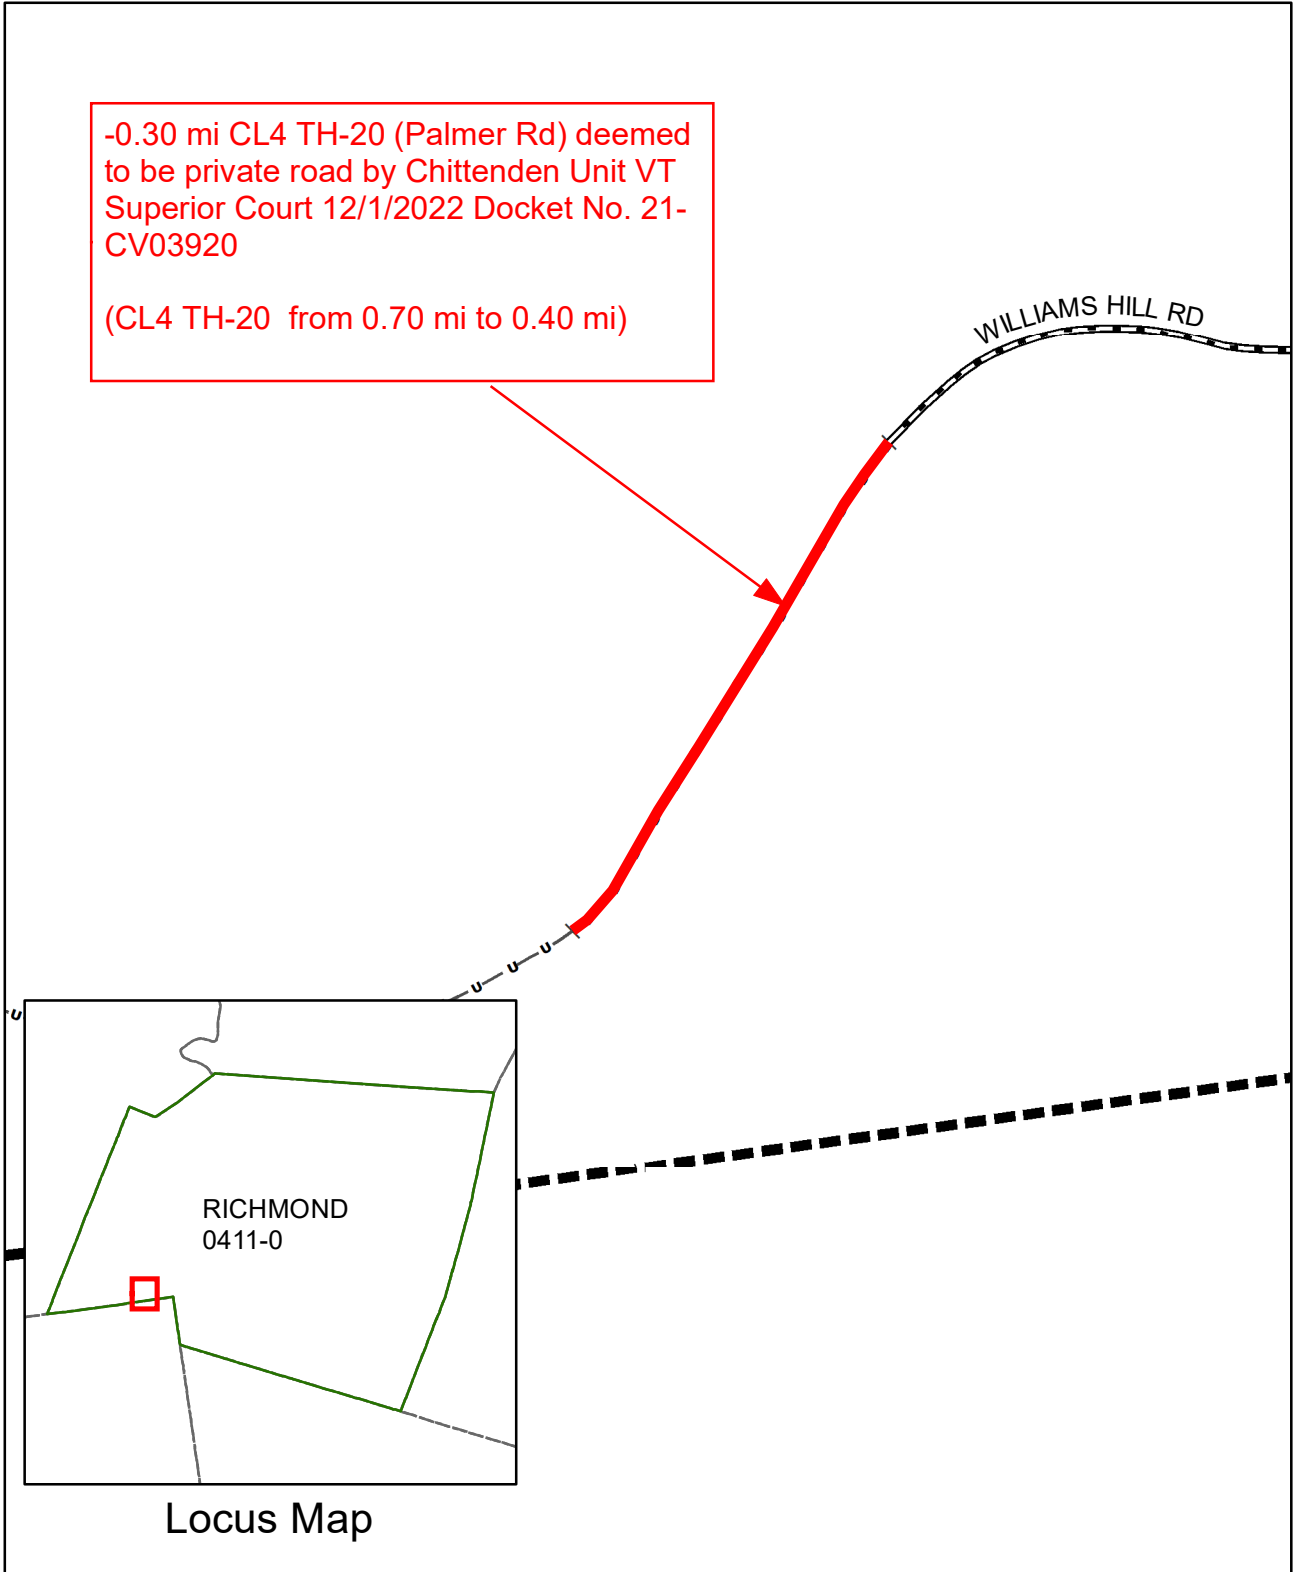 -0.30 mi CL4 TH-20 (Palmer Rd) deemed
to be private road by Chittenden Unit VT
Superior Court 12/1/2022 Docket No. 21-
CV03920
(CL4 TH-20  from 0.70 mi to 0.40 mi)
WILLIAMS HILL RD
U
U
U
U
RICHMOND
0411-0
Locus Map